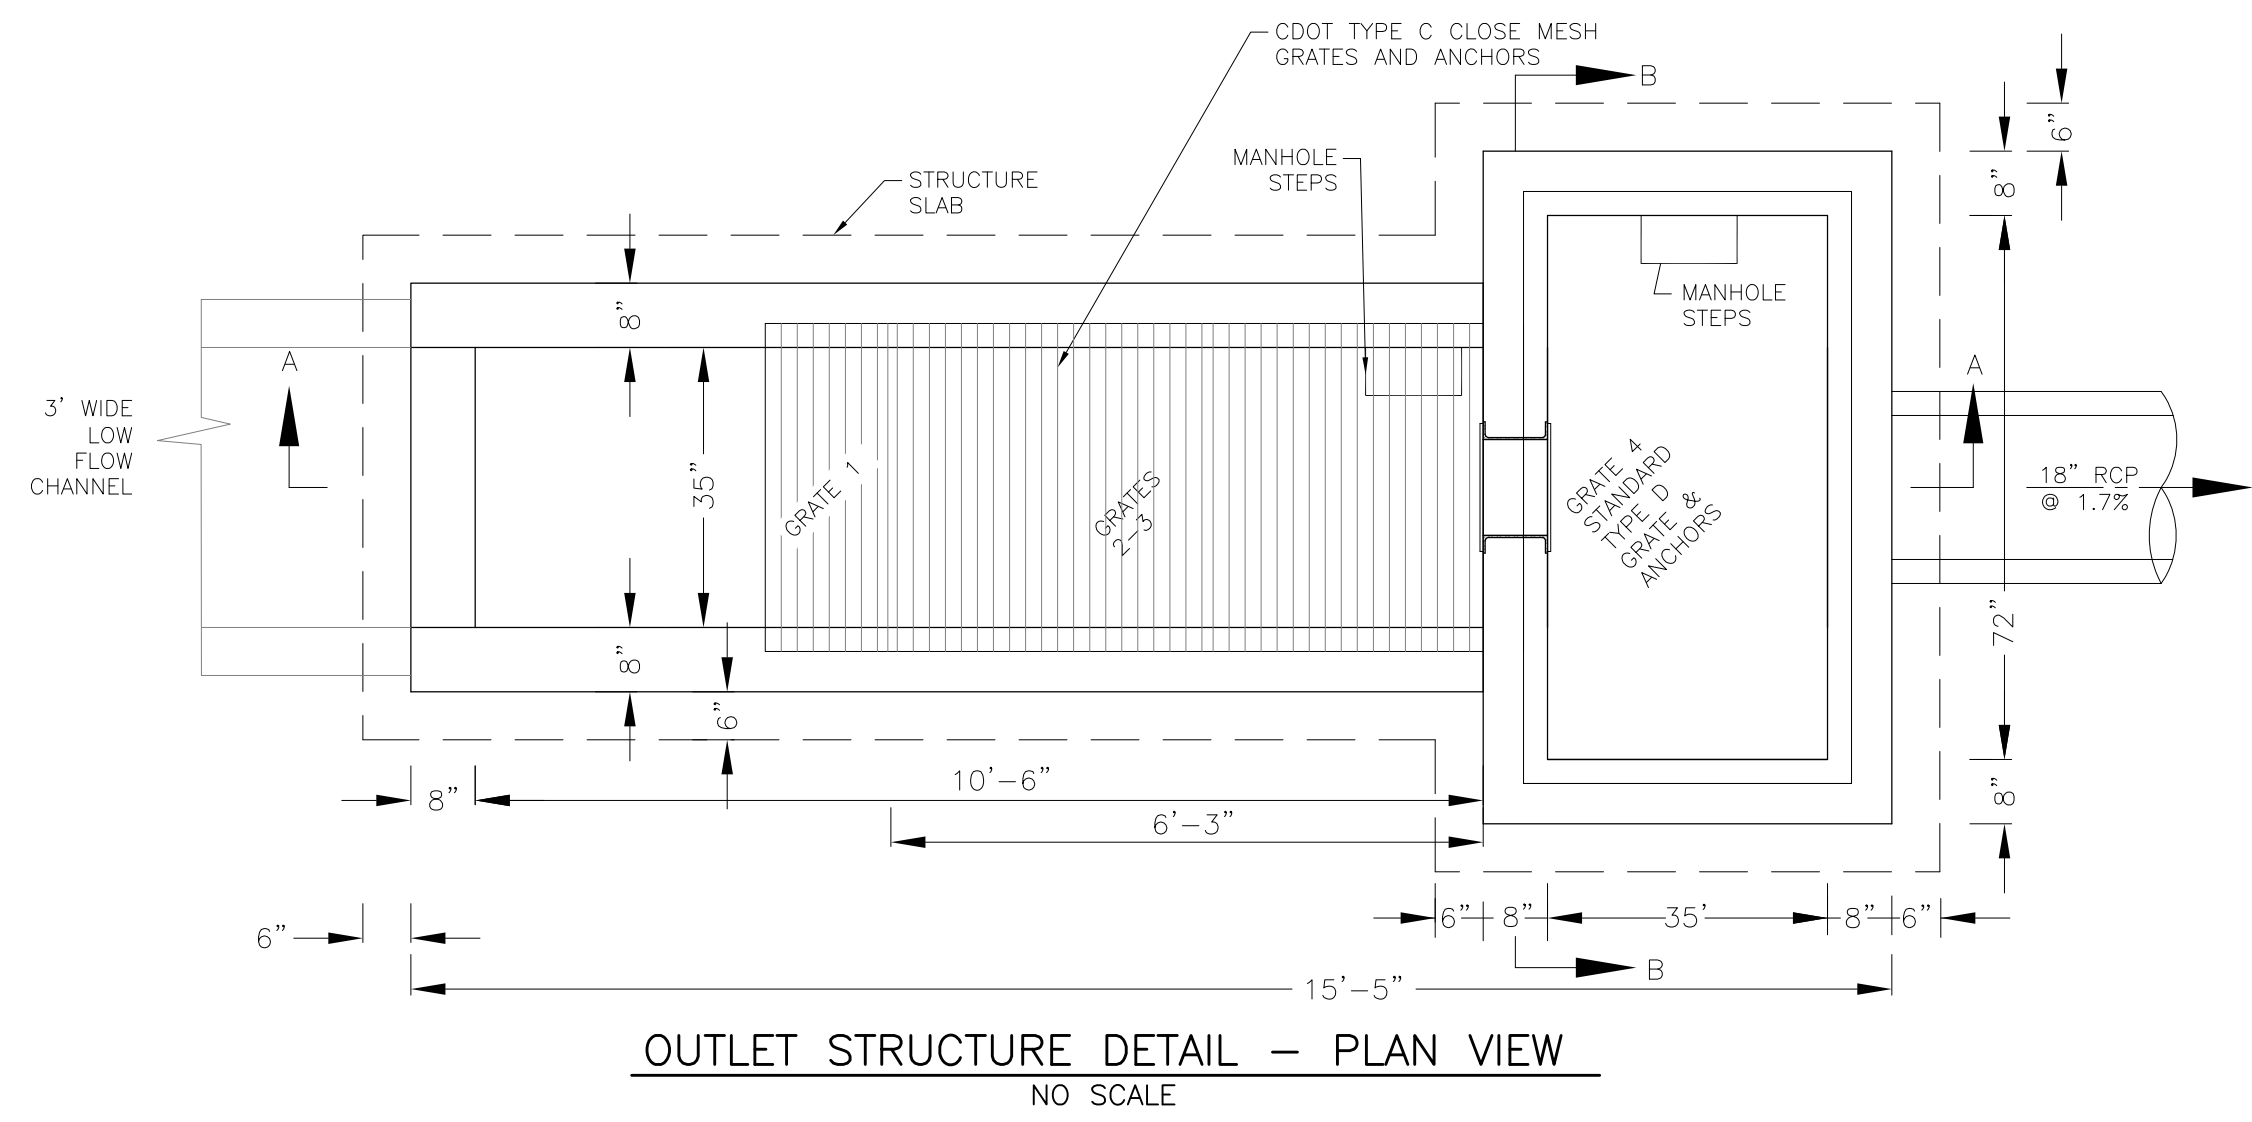 CDOT TYPE C CLOSE MESH
GRATES AND ANCHORS
B
6”
MANHOLE
STEPS
8”
STRUCTURE
SLAB
MANHOLE
STEPS
8”
A
A
3' WIDE
LOW
FLOW
CHANNEL
35”
GRATE 1
GRATES
2–3
GRATE 4
STANDARD
TYPE D
GRATE &
ANCHORS
18” RCP
@ 1.7%
72”
8”
6”
10'–6”
8”
6'–3”
8”
6”
8”
35'
8”
6”
6”
B
15'–5”
OUTLET STRUCTURE DETAIL – PLAN VIEW
NO SCALE